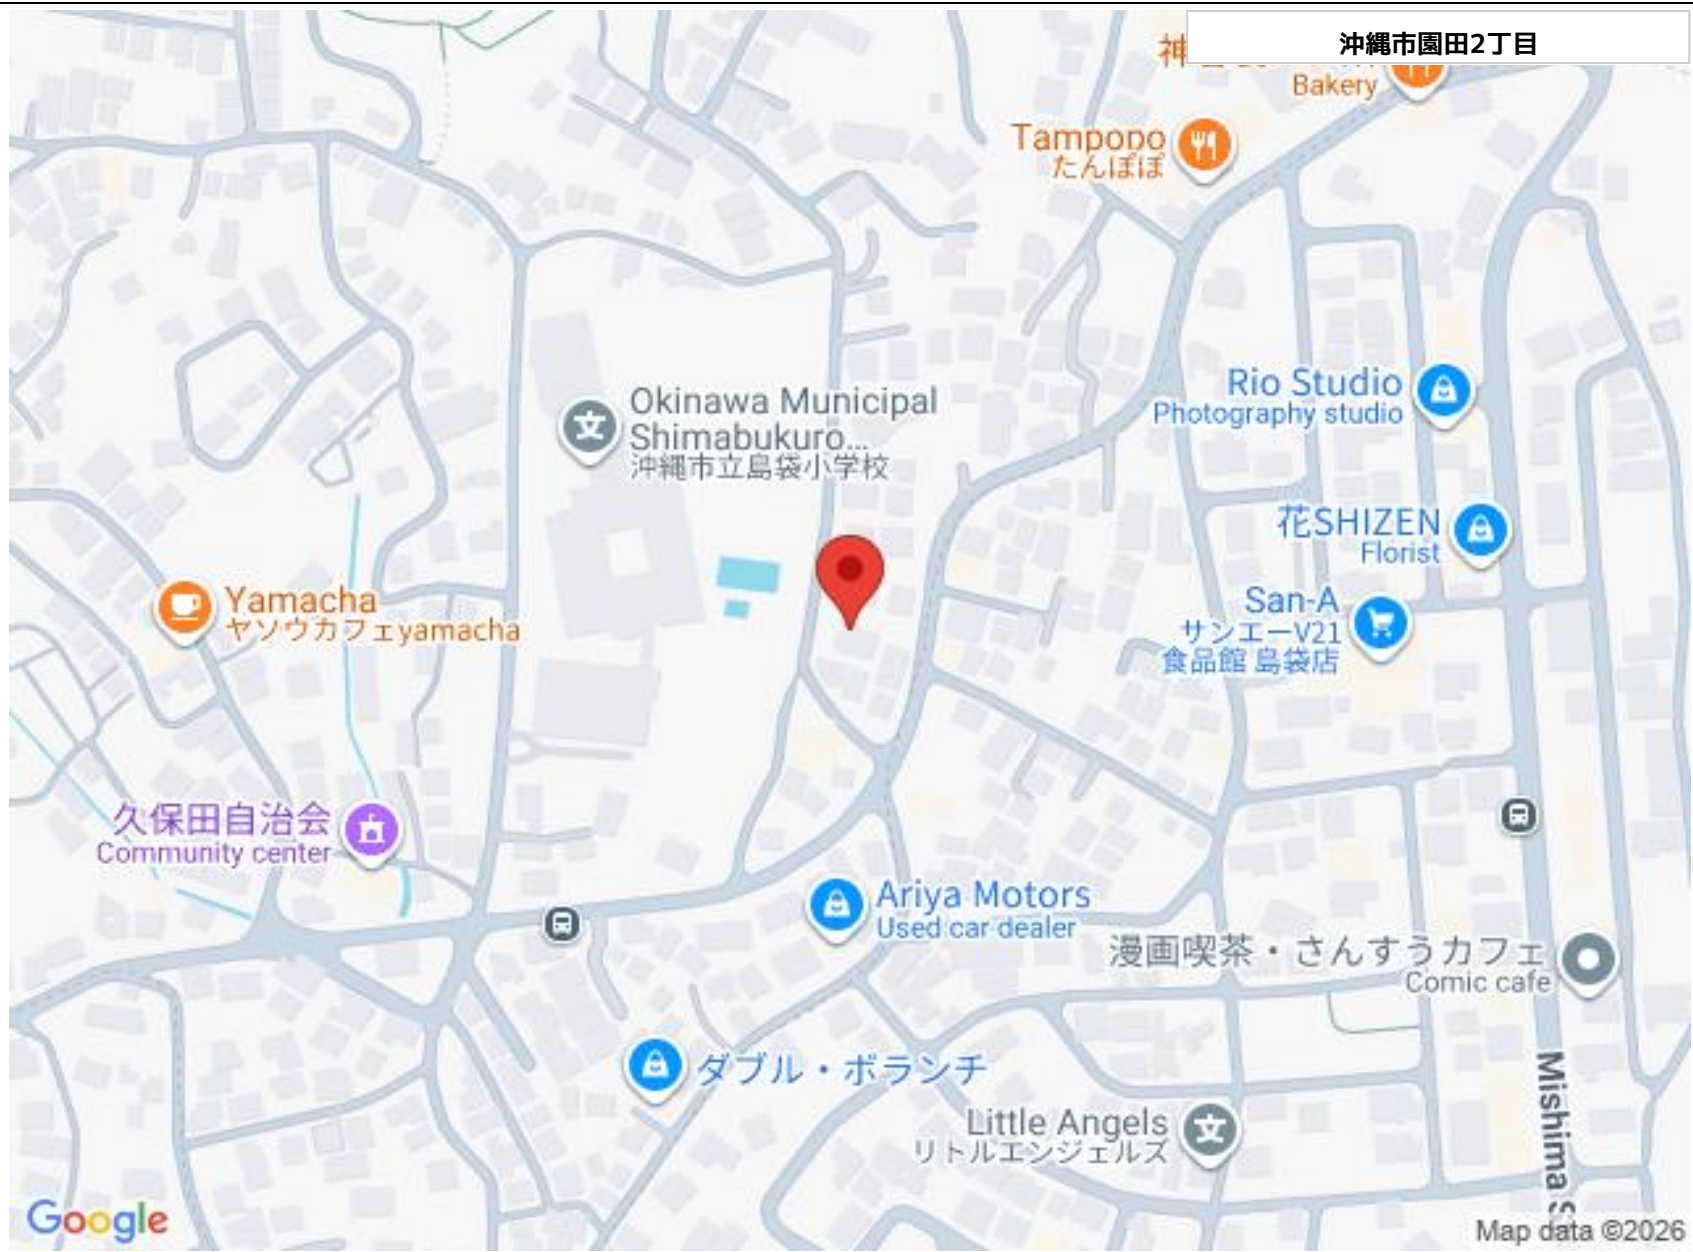 沖縄市園田2丁目
神
Bakery
Tampopo
たんぽぽ
Rio Studio
Photography studio
Okinawa Municipal
Shimabukuro...
沖縄市立島袋小学校
花SHIZEN
Florist
San-A
サンエーV21
食品館 島袋店
Yamacha
ヤソウカフェyamacha
久保田自治会
Community center
Ariya Motors
Used car dealer
漫画喫茶・さんすうカフェ
Comic cafe
ダブル・ボランチ
Little Angels
リトルエンジェルズ
Mishima S
Google
Map data ©2026